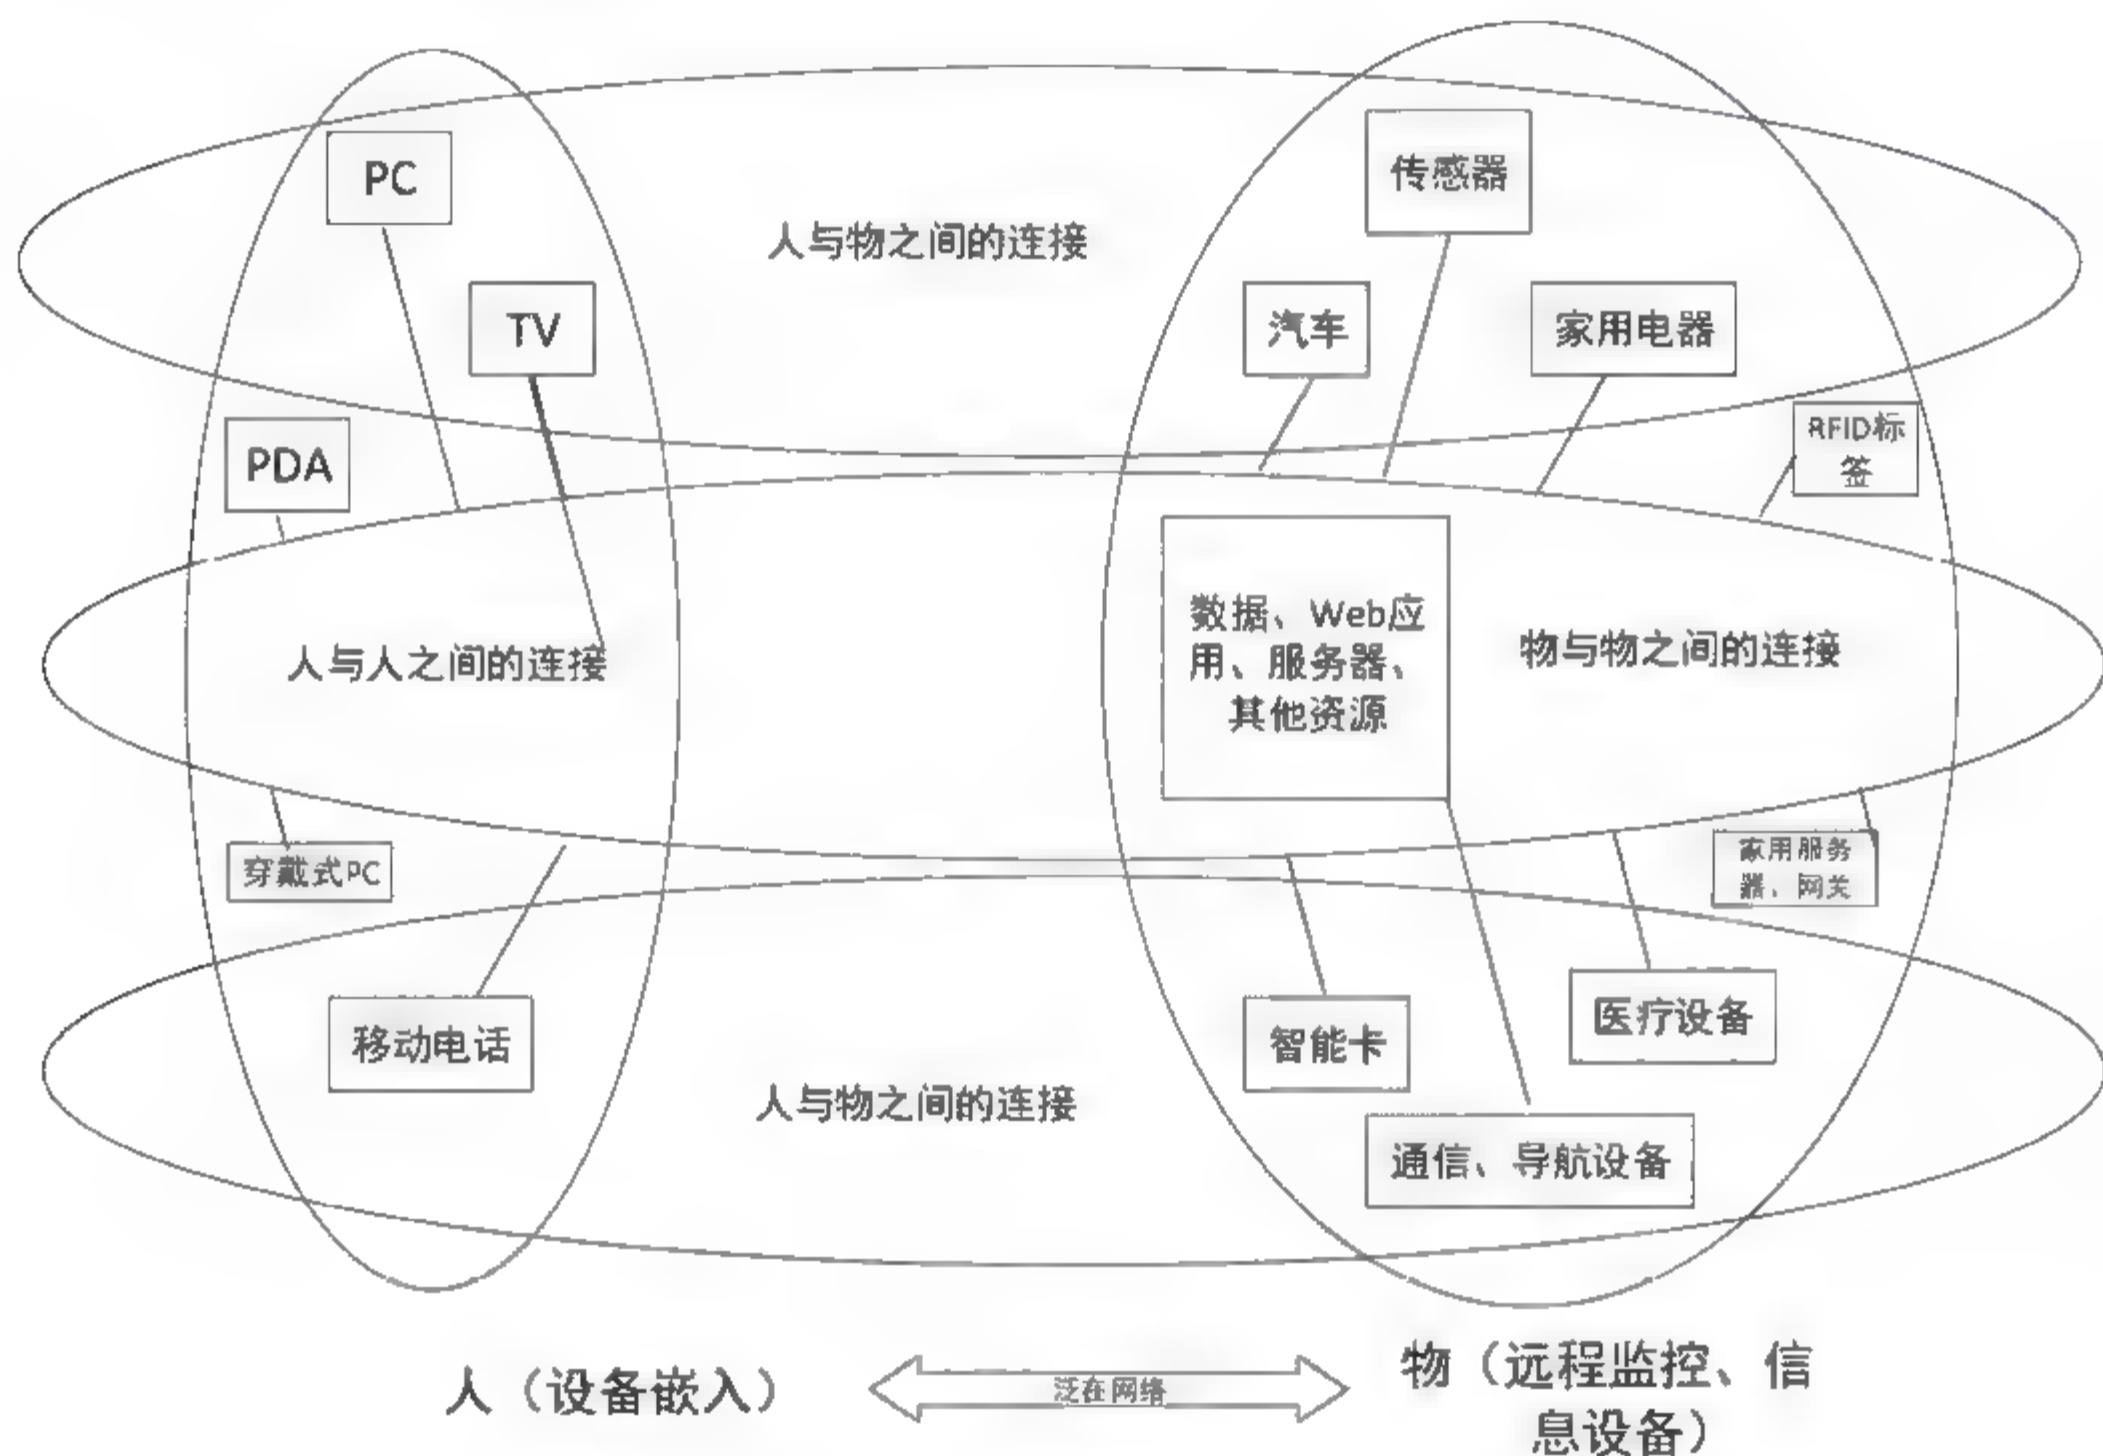 PC
传感器
人与物之间的连接
TV
汽车
家用电器
PDA
RFID标
签
数据、Web应
用、服务器、
其他资源
人与人之间的连接
物与物之间的连接
穿戴式PC
家用服务
器、网关
移动电话
智能卡
医疗设备
人与物之间的连接
通信、导航设备
人（设备嵌入）
泛在网络
物（远程监控、信
息设备）